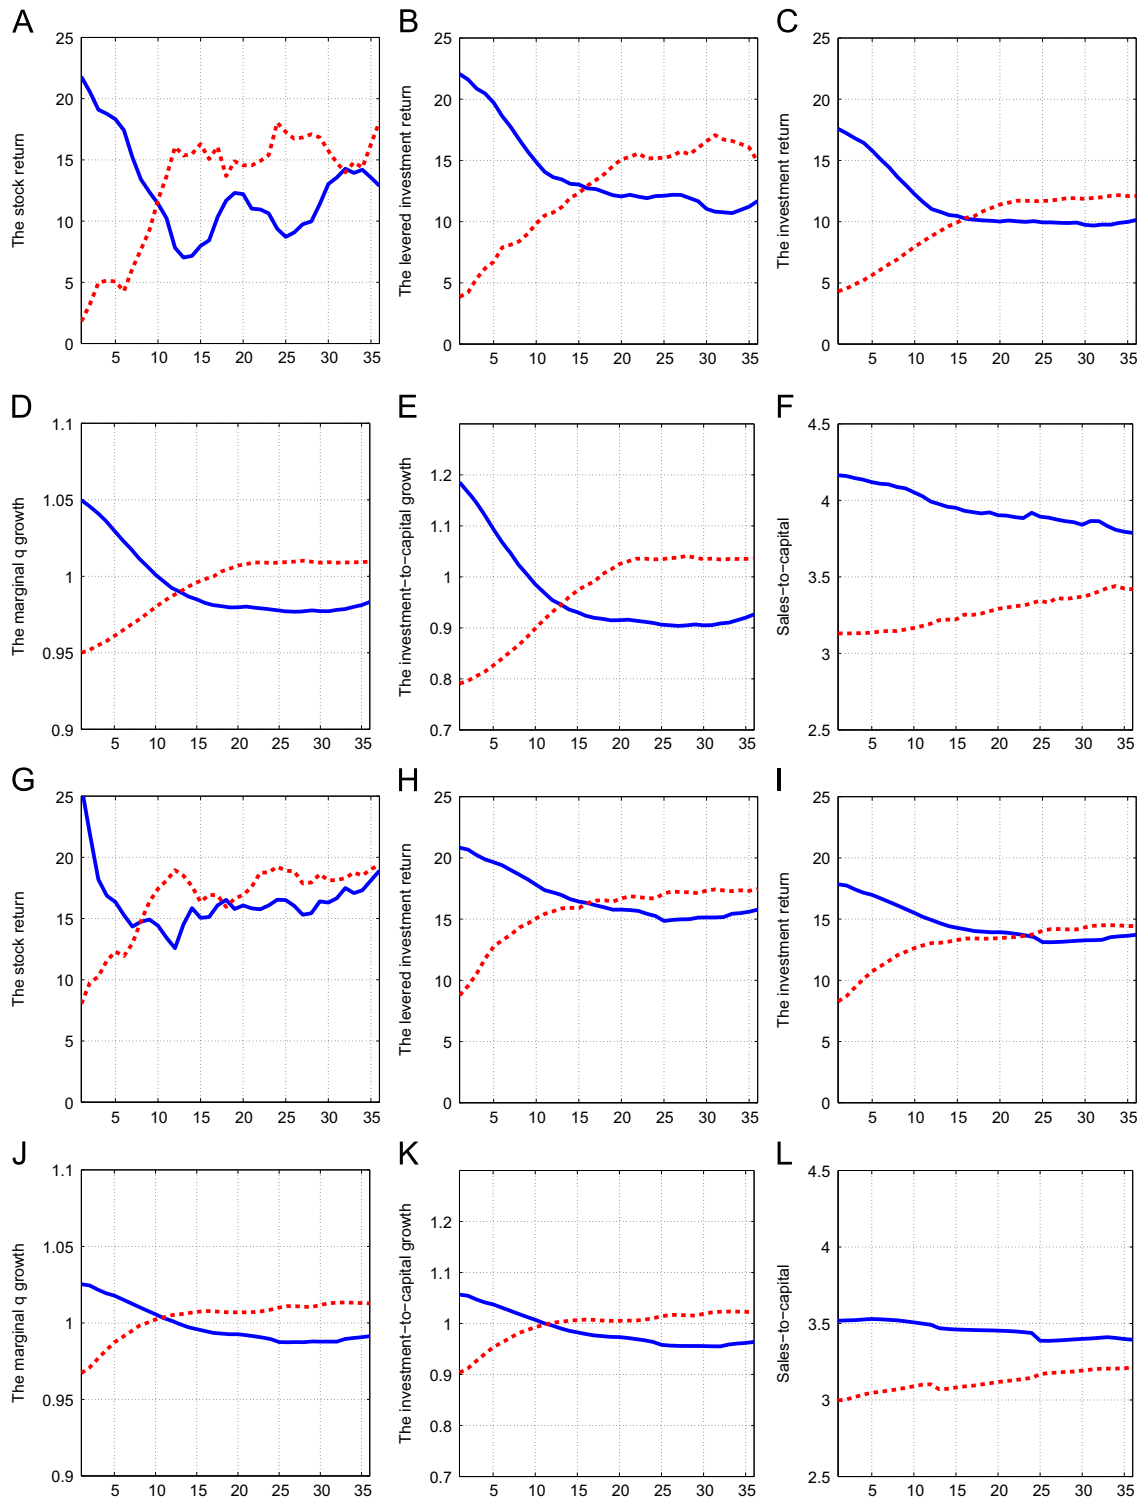 A
B
C
25
20
15
10
5
0
The stock return
5 10 15 20 25 30 35
25
20
15
10
5
0
The levered investment return
5 10 15 20 25 30 35
25
20
15
10
5
0
The investment return
5 10 15 20 25 30 35
D
E
F
1.1
1.05
1
0.95
0.9
The marginal q growth
5 10 15 20 25 30 35
1.2
1.1
1
0.9
0.8
0.7
The investment−to−capital growth
5 10 15 20 25 30 35
4.5
4
3.5
3
2.5
Sales−to−capital
5 10 15 20 25 30 35
G
H
I
25
20
15
10
5
0
The stock return
5 10 15 20 25 30 35
25
20
15
10
5
0
The levered investment return
5 10 15 20 25 30 35
25
20
15
10
5
0
The investment return
5 10 15 20 25 30 35
J
K
L
1.1
1.05
1
0.95
0.9
The marginal q growth
5 10 15 20 25 30 35
1.2
1.1
1
0.9
0.8
0.7
The investment−to−capital growth
5 10 15 20 25 30 35
4.5
4
3.5
3
2.5
Sales−to−capital
5 10 15 20 25 30 35